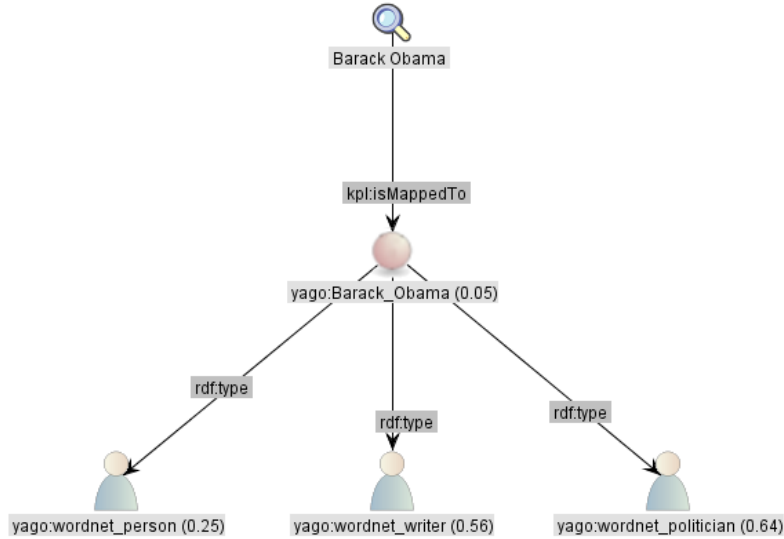 Barack Obama
kpl:isMappedTo
yago:Barack_Obama (0.05)
rdf:type
rdf:type
rdf:type
yago:wordnet_person (0.25)
yago:wordnet_writer (0.56)
yago:wordnet_politician (0.64)